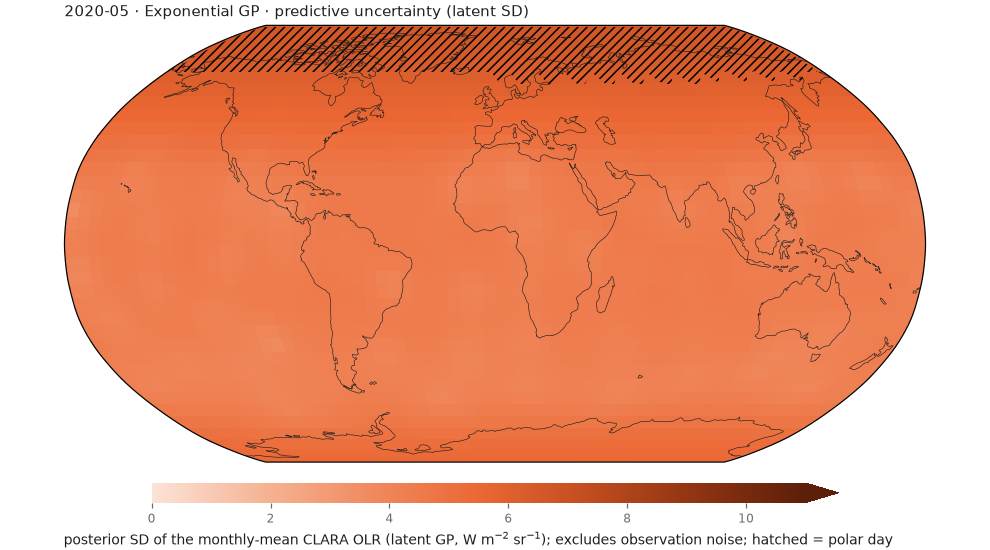 2020-05 · Exponential GP · predictive uncertainty (latent SD)
0 2 4 6 8 10
posterior SD of the monthly-mean CLARA OLR (latent GP, W m⁻² sr⁻¹); excludes observation noise; hatched = polar day